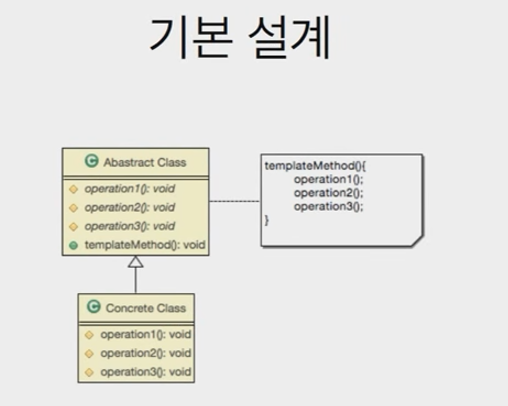 기본 설계
C Abastract Class
operation1(): void
operation2(): void
operation3(): void
templateMethod(): void
templateMethod(){
operation1();
operation2();
operation3();
}
C Concrete Class
operation1(): void
operation2(): void
operation3(): void